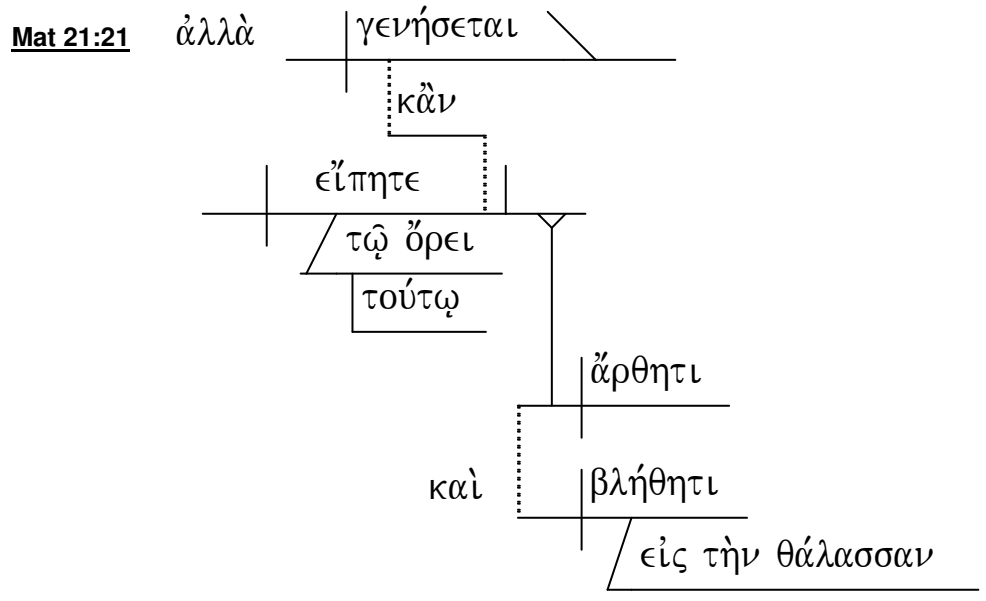 Mat 21:21 ἀλλὰ γενήσεται
κἂν
εἴπητε
τῷ ὄρει
τούτῳ
ἄρθητι
καὶ βλήθητι
εἰς τὴν θάλασσαν